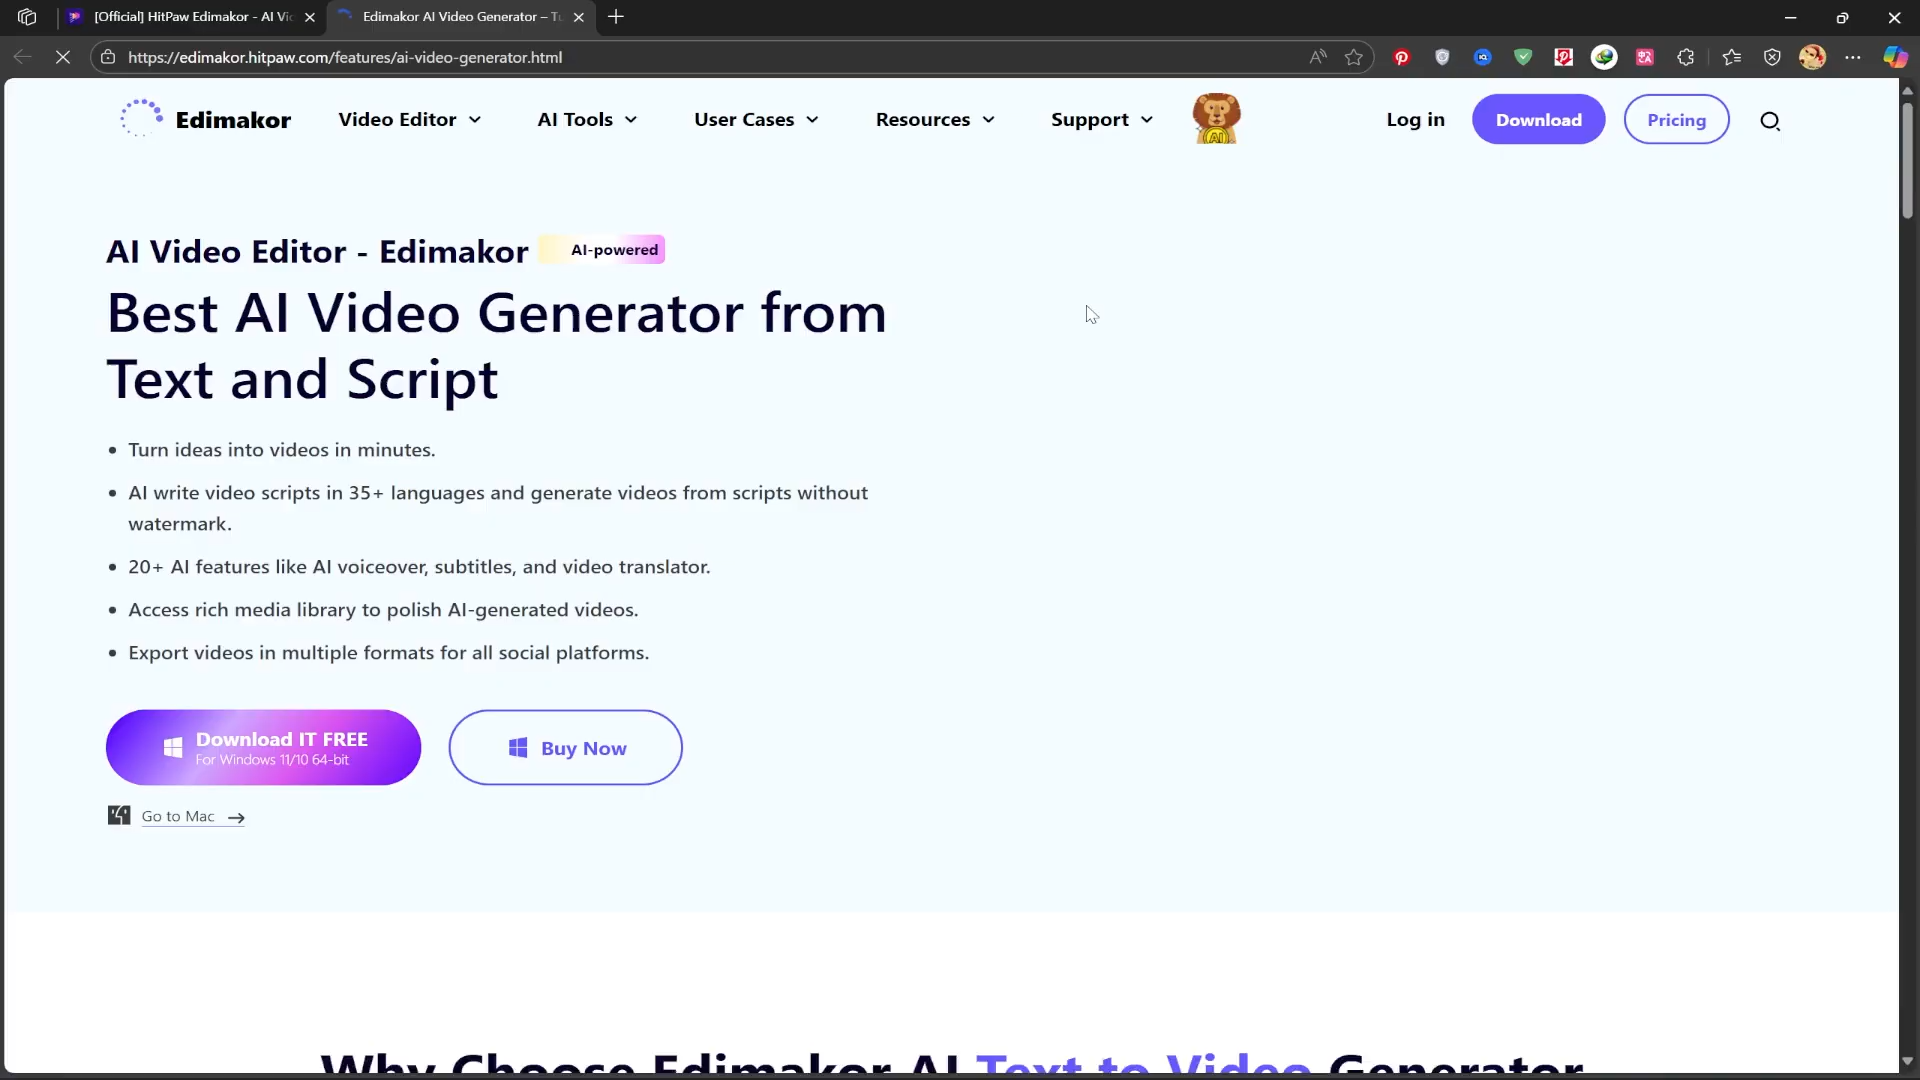 [Official] HitPaw Edimakor - AI Vi
Edimakor AI Video Generator – Tu
https://edimakor.hitpaw.com/features/ai-video-generator.html
Edimakor
Video Editor
AI Tools
User Cases
Resources
Support
AI
Log in
Download
Pricing
AI Video Editor - Edimakor
AI-powered
Best AI Video Generator from
Text and Script
• Turn ideas into videos in minutes.
• AI write video scripts in 35+ languages and generate videos from scripts without
watermark.
• 20+ AI features like AI voiceover, subtitles, and video translator.
• Access rich media library to polish AI-generated videos.
• Export videos in multiple formats for all social platforms.
Download IT FREE
For Windows 11/10 64-bit
Buy Now
Go to Mac
Why Choose Edimakor AI Text to Video Generator